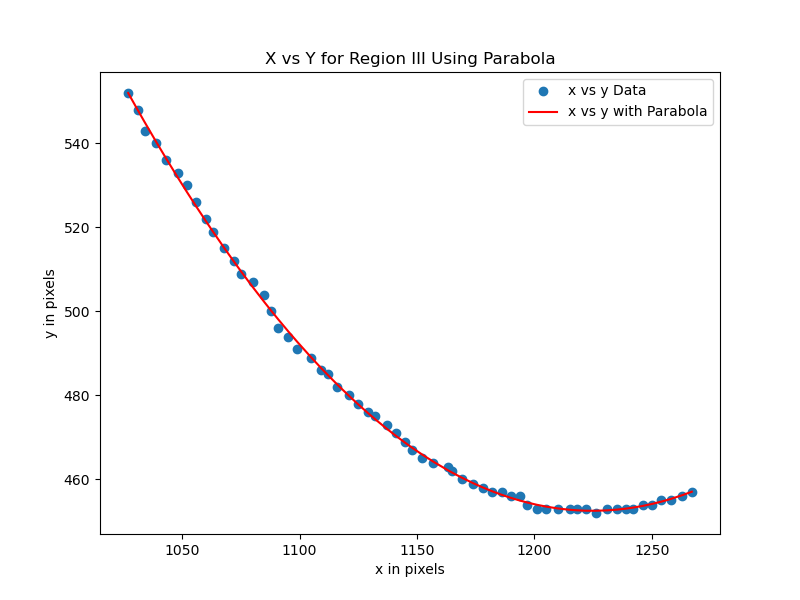 X vs Y for Region III Using Parabola
x vs y Data
x vs y with Parabola
540
520
500
480
460
y in pixels
1050 1100 1150 1200 1250
x in pixels